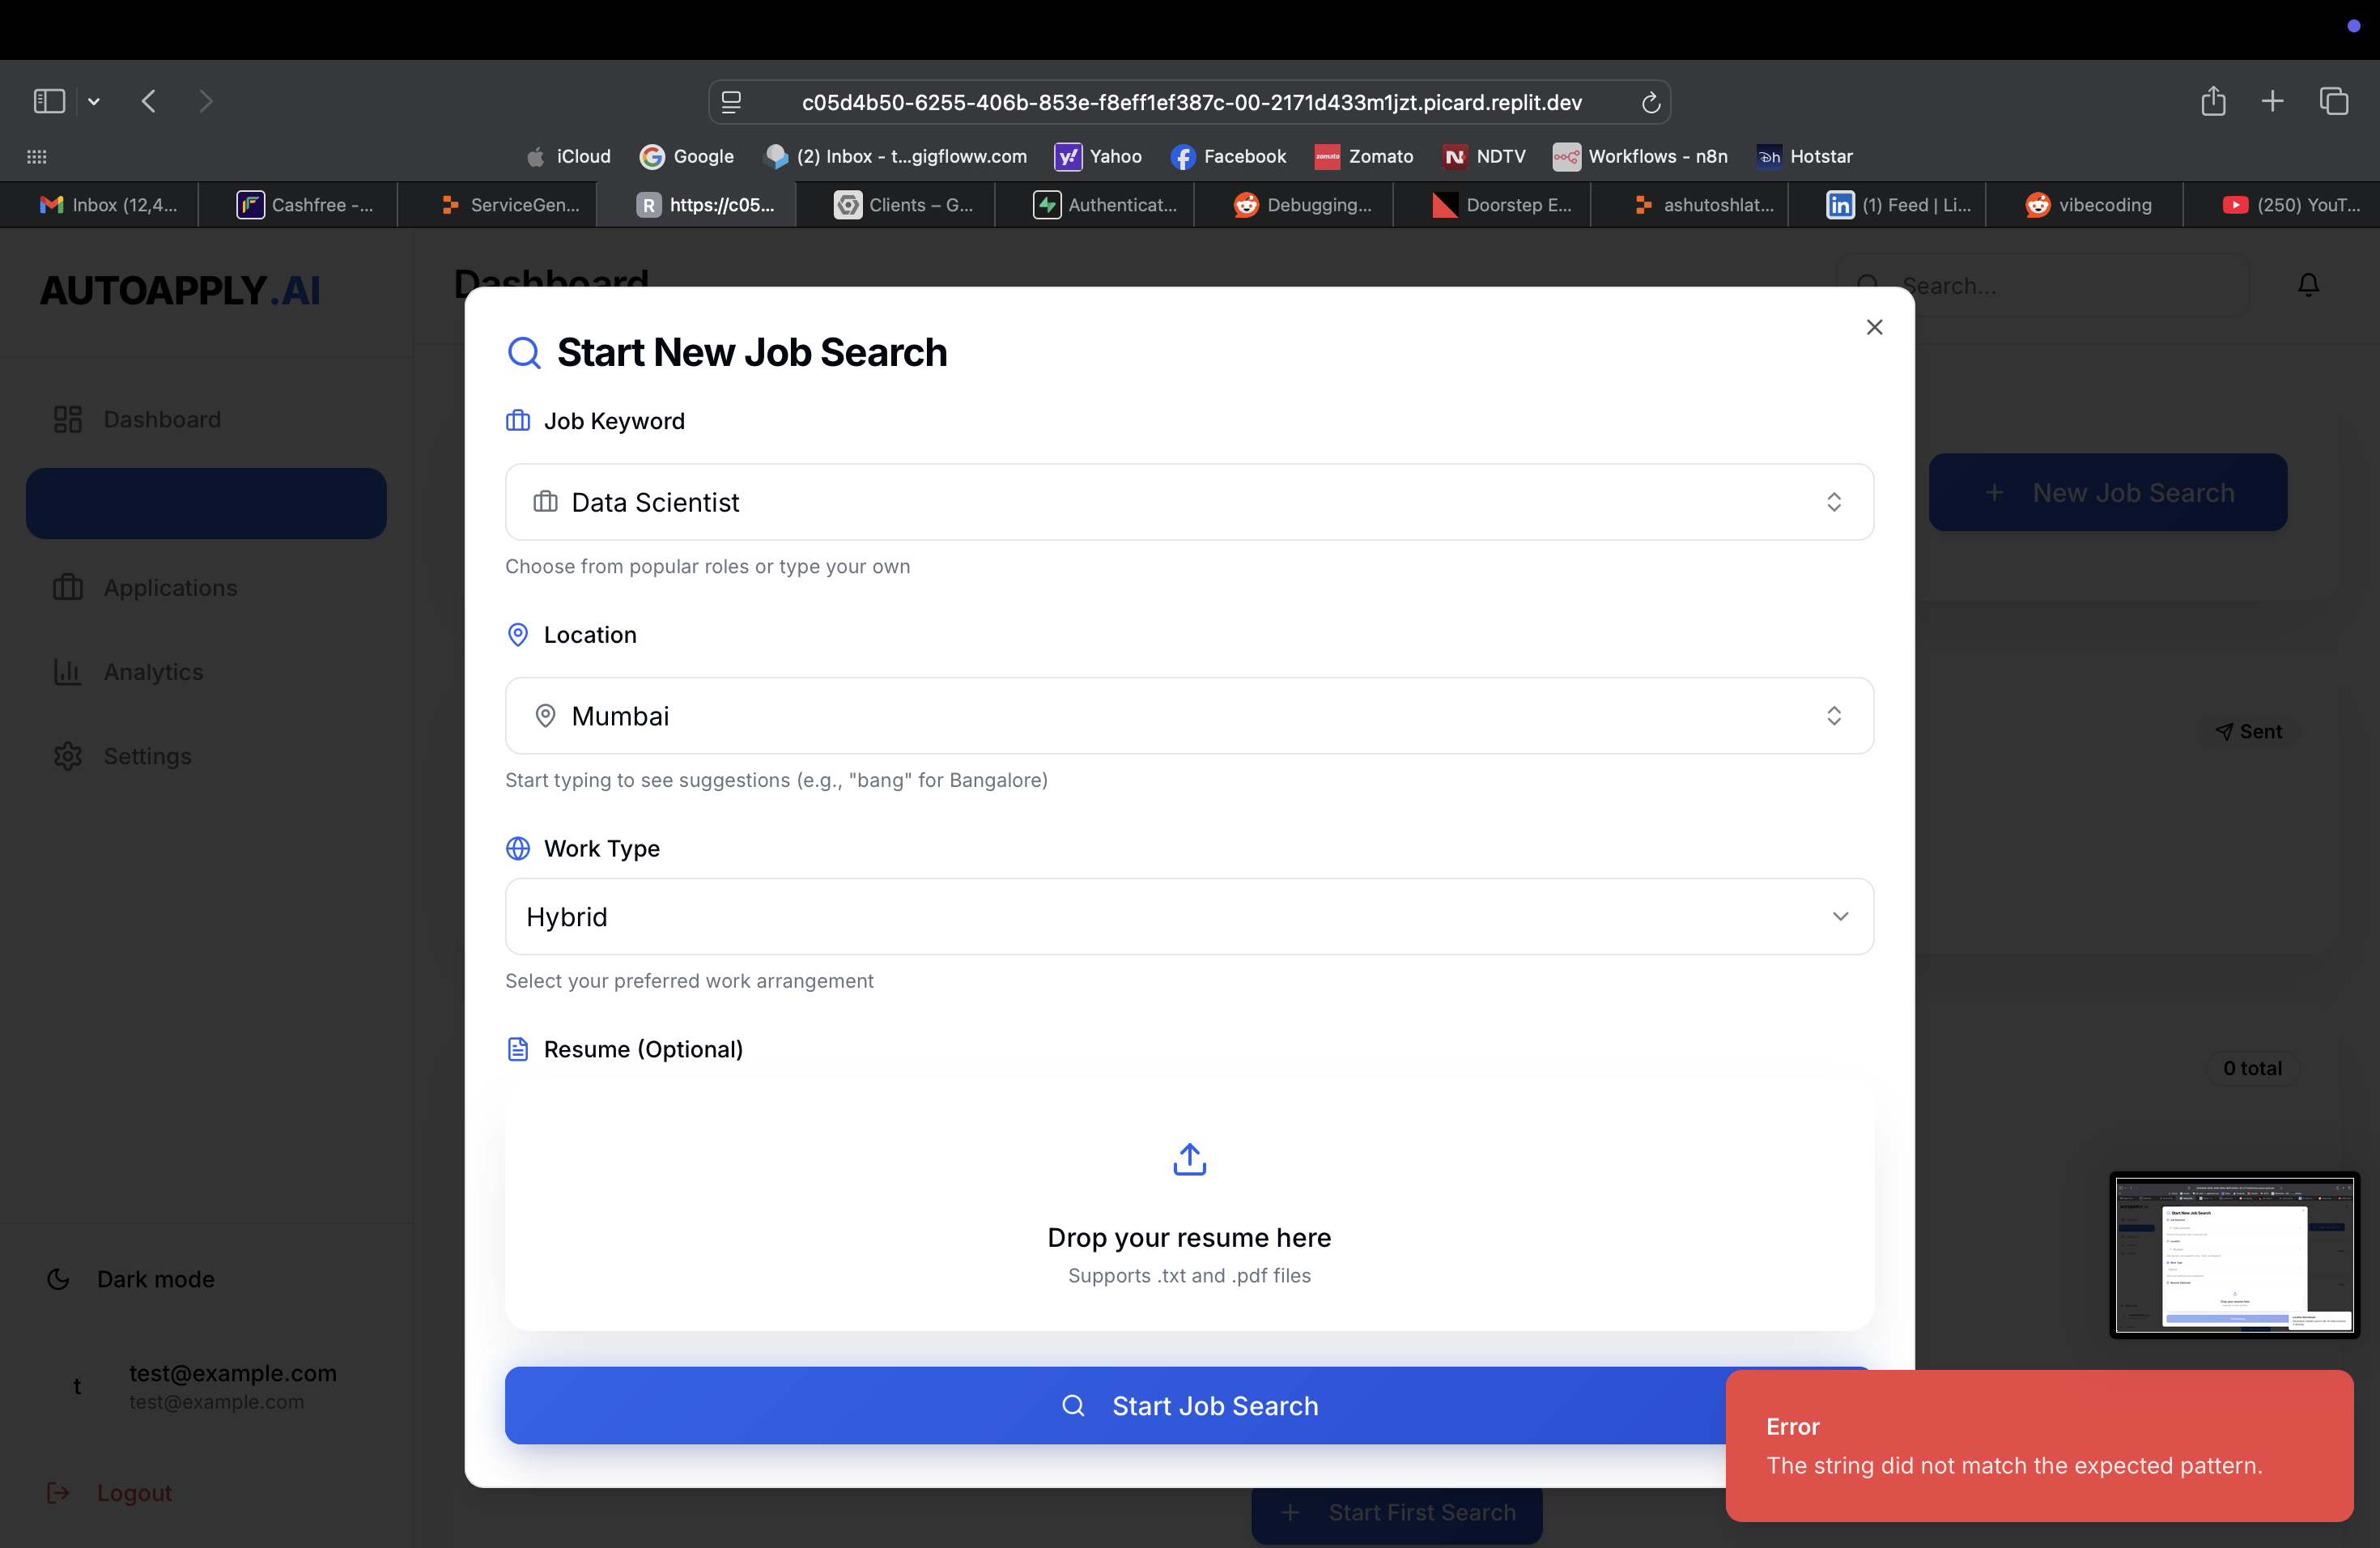 c05d4b50-6255-406b-853e-f8eff1ef387c-00-2171d433m1jzt.picard.replit.dev
iCloud
Google
(2) Inbox - t...gigfloww.com
Yahoo
Facebook
Zomato
NDTV
Workflows - n8n
Hotstar
Inbox (12,4...
Cashfree -...
ServiceGen...
R https://c05...
Clients – G...
Authenticat...
Debugging...
Doorstep E...
ashutoshlat...
(1) Feed | Li...
vibecoding
(250) YouT...
AUTOAPPLY.AI
Dashboard
Search...
Dashboard
Applications
Analytics
Settings
Dark mode
t
test@example.com
test@example.com
Logout
New Job Search
Sent
0 total
Start New Job Search
Job Keyword
Data Scientist
Choose from popular roles or type your own
Location
Mumbai
Start typing to see suggestions (e.g., "bang" for Bangalore)
Work Type
Hybrid
Select your preferred work arrangement
Resume (Optional)
Drop your resume here
Supports .txt and .pdf files
Start Job Search
Start First Search
Error
The string did not match the expected pattern.